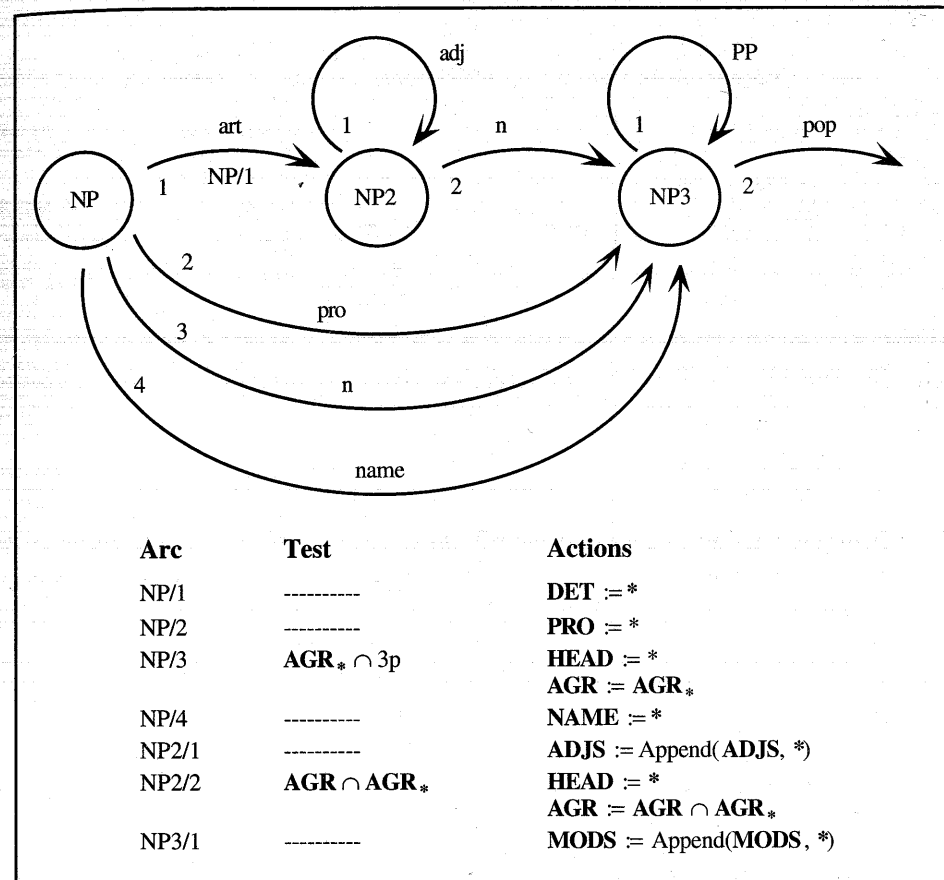 adj
PP
art
1
n
1
pop
NP
1
NP/1
NP2
2
NP3
2
2
pro
3
4
n
name
Arc Test Actions
NP/1 ---------- DET := *
NP/2 ---------- PRO := *
NP/3 AGR* ∩ 3p HEAD := *
AGR := AGR*
NP/4 ---------- NAME := *
NP2/1 ---------- ADJS := Append(ADJS, *)
NP2/2 AGR ∩ AGR* HEAD := *
AGR := AGR ∩ AGR*
NP3/1 ---------- MODS := Append(MODS, *)